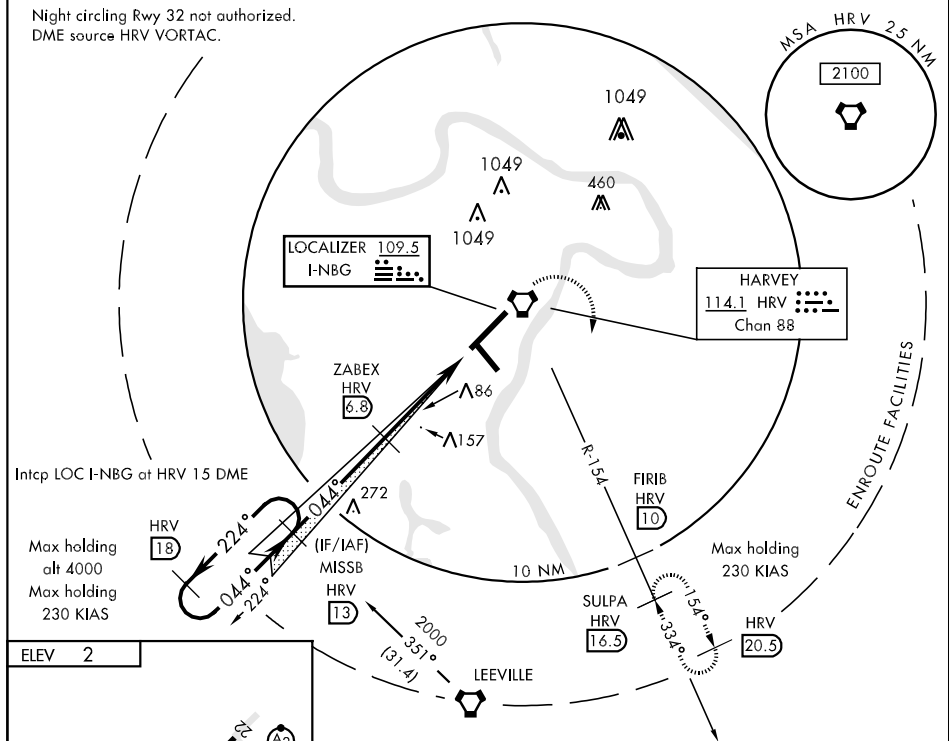 Night circling Rwy 32 not authorized.
DME source HRV VORTAC.
MSA HRV 25 NM
2100
1049
1049
460
1049
LOCALIZER 109.5
I-NBG
HARVEY
114.1 HRV
Chan 88
ZABEX
HRV
6.8
86
157
R-154
ENROUTE FACILITIES
Intcp LOC I-NBG at HRV 15 DME
044°
272
FIRIB
HRV
10
HRV
18
224°
(IF/IAF)
MISSB
HRV
13
10 NM
Max holding
alt 4000
Max holding
230 KIAS
044°
224°
Max holding
230 KIAS
SULPA
HRV
16.5
154°
334°
HRV
20.5
2000
351°
(31.4)
LEEVILLE
ELEV 2
22